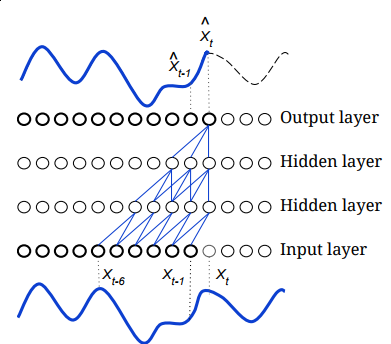 X̂t
X̂t-1
Output layer
Hidden layer
Hidden layer
Input layer
Xt-6 Xt-1 Xt